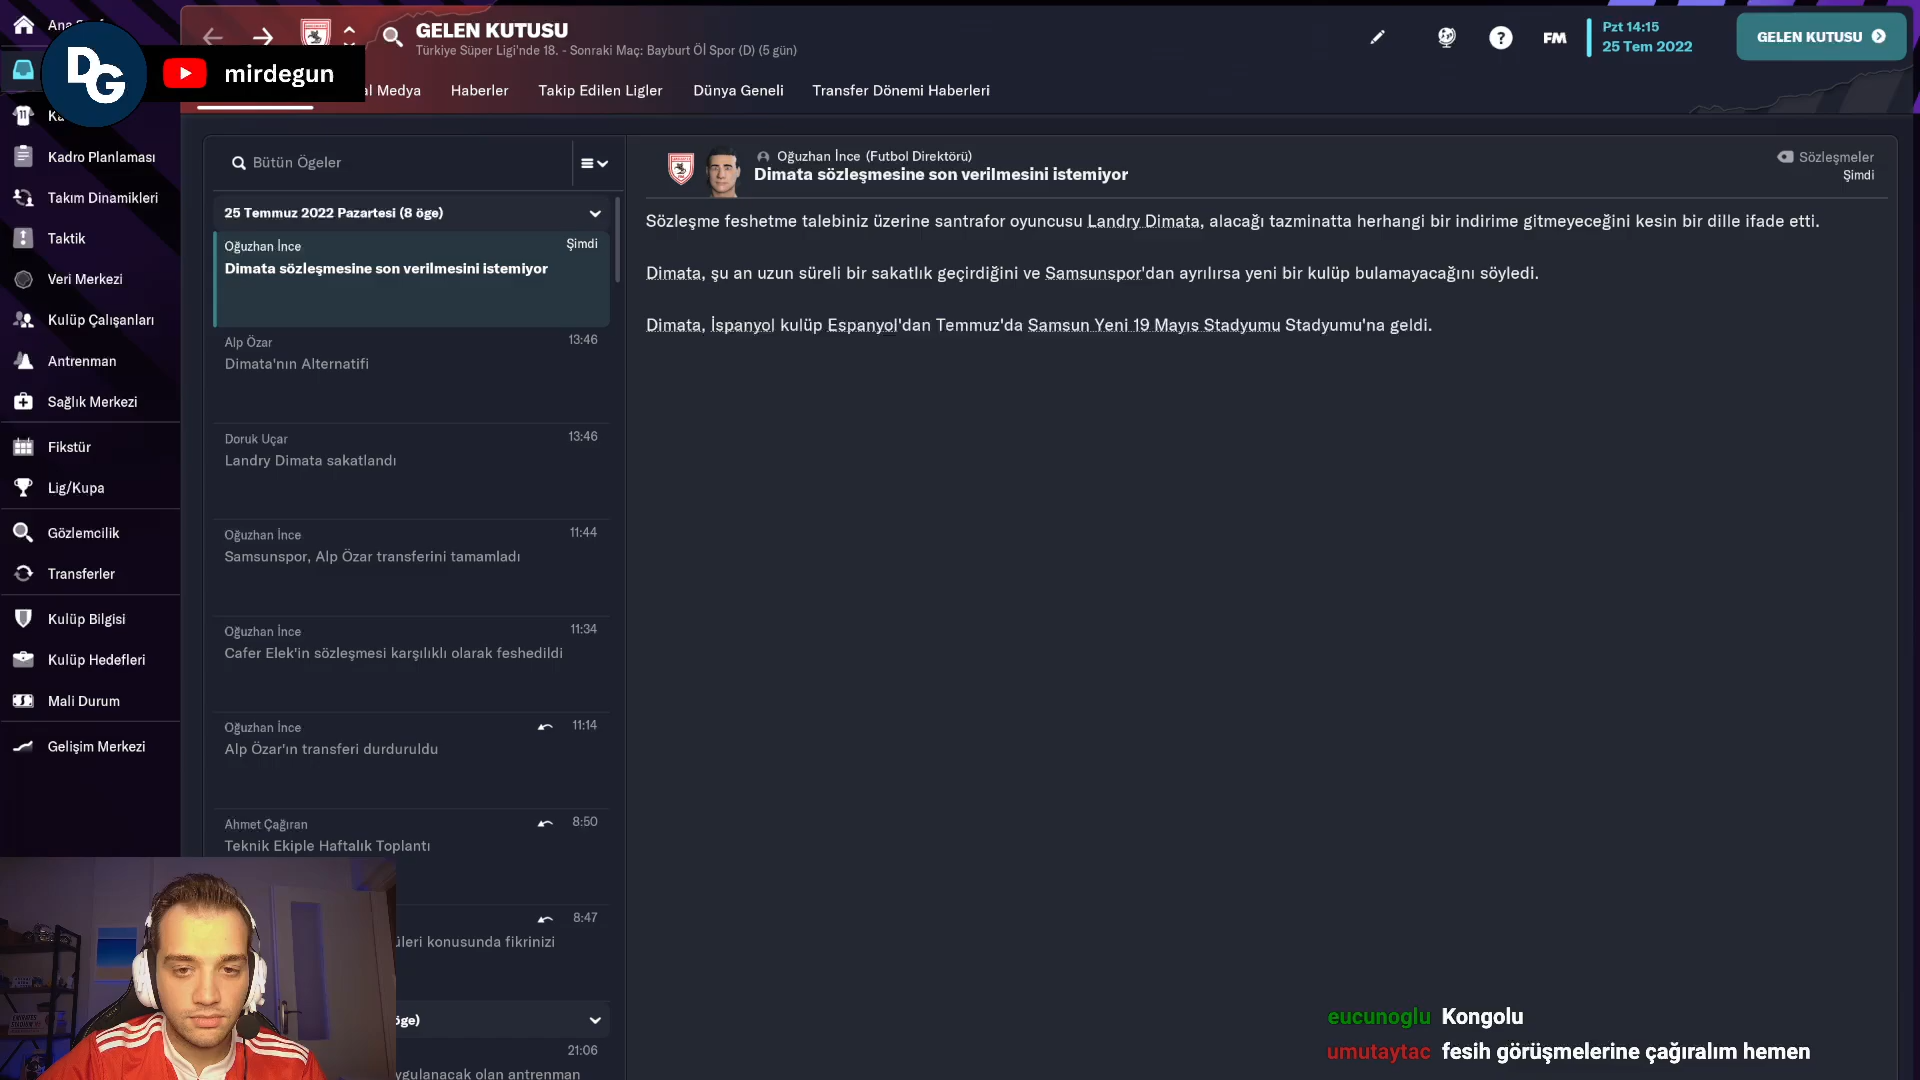 DG
mirdegun
GELEN KUTUSU
Türkiye Süper Ligi'nde 18. - Sonraki Maç: Bayburt Öl Spor (D) (5 gün)
FM
Pzt 14:15
25 Tem 2022
GELEN KUTUSU
al Medya
Haberler
Takip Edilen Ligler
Dünya Geneli
Transfer Dönemi Haberleri
Kadro Planlaması
Takım Dinamikleri
Taktik
Veri Merkezi
Kulüp Çalışanları
Antrenman
Sağlık Merkezi
Fikstür
Lig/Kupa
Gözlemcilik
Transferler
Kulüp Bilgisi
Kulüp Hedefleri
Mali Durum
Gelişim Merkezi
Bütün Ögeler
25 Temmuz 2022 Pazartesi (8 öge)
Oğuzhan İnce
Şimdi
Dimata sözleşmesine son verilmesini istemiyor
Alp Özar
13:46
Dimata'nın Alternatifi
Doruk Uçar
13:46
Landry Dimata sakatlandı
Oğuzhan İnce
11:44
Samsunspor, Alp Özar transferini tamamladı
Oğuzhan İnce
11:34
Cafer Elek'in sözleşmesi karşılıklı olarak feshedildi
Oğuzhan İnce
11:14
Alp Özar'ın transferi durduruldu
Ahmet Çağıran
8:50
Teknik Ekiple Haftalık Toplantı
8:47
üleri konusunda fikrinizi
öge)
21:06
ygulanacak olan antrenman
Oğuzhan İnce (Futbol Direktörü)
Dimata sözleşmesine son verilmesini istemiyor
Sözleşmeler
Şimdi
Sözleşme feshetme talebiniz üzerine santrafor oyuncusu Landry Dimata, alacağı tazminatta herhangi bir indirime gitmeyeceğini kesin bir dille ifade etti.
Dimata, şu an uzun süreli bir sakatlık geçirdiğini ve Samsunspor'dan ayrılırsa yeni bir kulüp bulamayacağını söyledi.
Dimata, İspanyol kulüp Espanyol'dan Temmuz'da Samsun Yeni 19 Mayıs Stadyumu Stadyumu'na geldi.
eucunoglu Kongolu
umutaytac fesih görüşmelerine çağıralım hemen